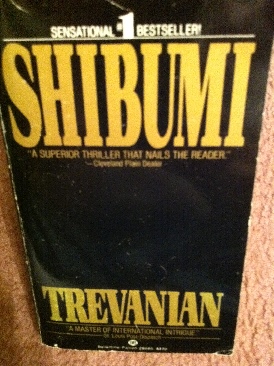 SENSATIONAL #1 BESTSELLER!
SHIBUMI
"A SUPERIOR THRILLER THAT NAILS THE READER."
—Cleveland Plain Dealer
TREVANIAN
"A MASTER OF INTERNATIONAL INTRIGUE"
—St. Louis Post Dispatch